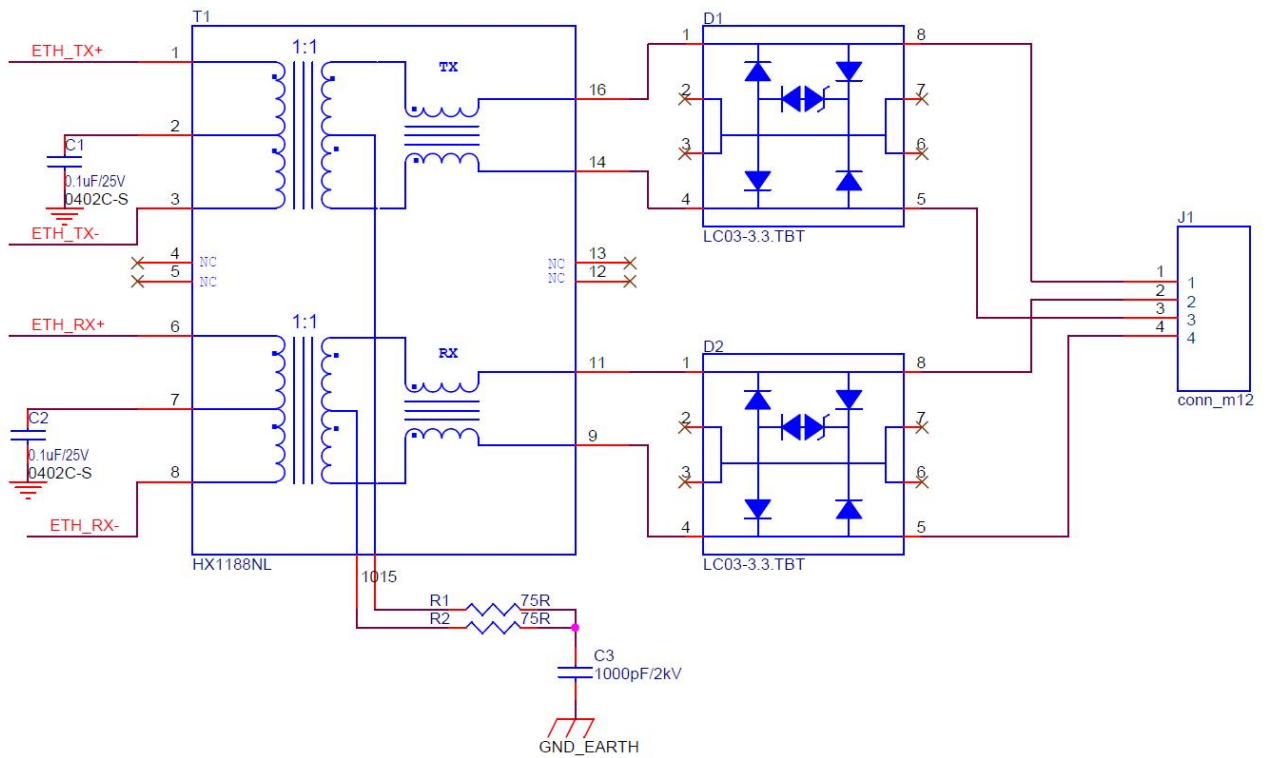 T1
D1
ETH_TX+
1
1:1
TX
16
1
8
2
7
2
C1
0.1uF/25V
0402C-S
3
6
14
3
ETH_TX-
4
5
LC03-3.3.TBT
J1
4
NC
NC
13
5
NC
NC
12
1
1
2
2
3
3
4
4
ETH_RX+
6
1:1
RX
D2
11
1
8
conn_m12
7
C2
0.1uF/25V
0402C-S
2
7
9
3
6
8
ETH_RX-
4
5
HX1188NL
LC03-3.3.TBT
1015
R1
75R
R2
75R
C3
1000pF/2kV
GND_EARTH